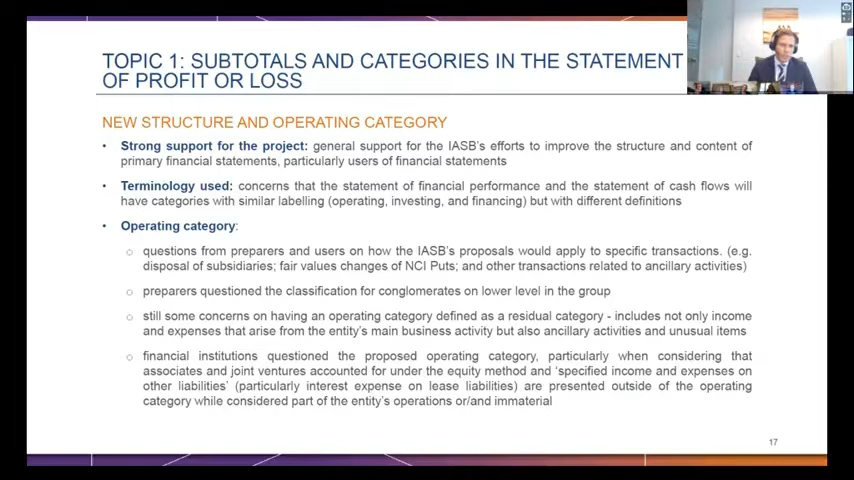 TOPIC 1: SUBTOTALS AND CATEGORIES IN THE STATEMENT
OF PROFIT OR LOSS
NEW STRUCTURE AND OPERATING CATEGORY
• Strong support for the project: general support for the IASB's efforts to improve the structure and content of
primary financial statements, particularly users of financial statements
• Terminology used: concerns that the statement of financial performance and the statement of cash flows will
have categories with similar labelling (operating, investing, and financing) but with different definitions
• Operating category:
○ questions from preparers and users on how the IASB's proposals would apply to specific transactions. (e.g.
disposal of subsidiaries; fair values changes of NCI Puts; and other transactions related to ancillary activities)
○ preparers questioned the classification for conglomerates on lower level in the group
○ still some concerns on having an operating category defined as a residual category - includes not only income
and expenses that arise from the entity's main business activity but also ancillary activities and unusual items
○ financial institutions questioned the proposed operating category, particularly when considering that
associates and joint ventures accounted for under the equity method and 'specified income and expenses on
other liabilities' (particularly interest expense on lease liabilities) are presented outside of the operating
category while considered part of the entity's operations or/and immaterial
17